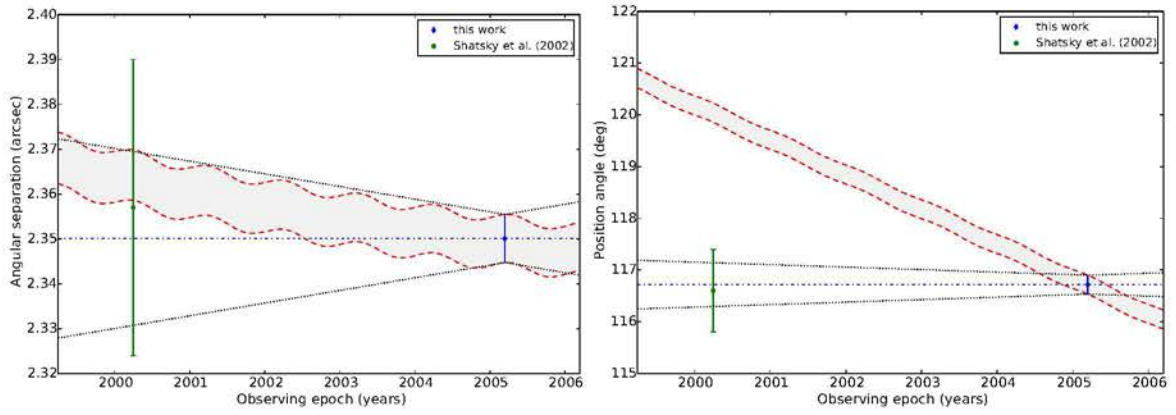 2.40
2.39
2.38
2.37
2.36
2.35
2.34
2.33
2.32
Angular separation (arcsec)
this work
Shatsky et al. (2002)
2000 2001 2002 2003 2004 2005 2006
Observing epoch (years)
122
121
120
119
118
117
116
115
Position angle (deg)
this work
Shatsky et al. (2002)
2000 2001 2002 2003 2004 2005 2006
Observing epoch (years)